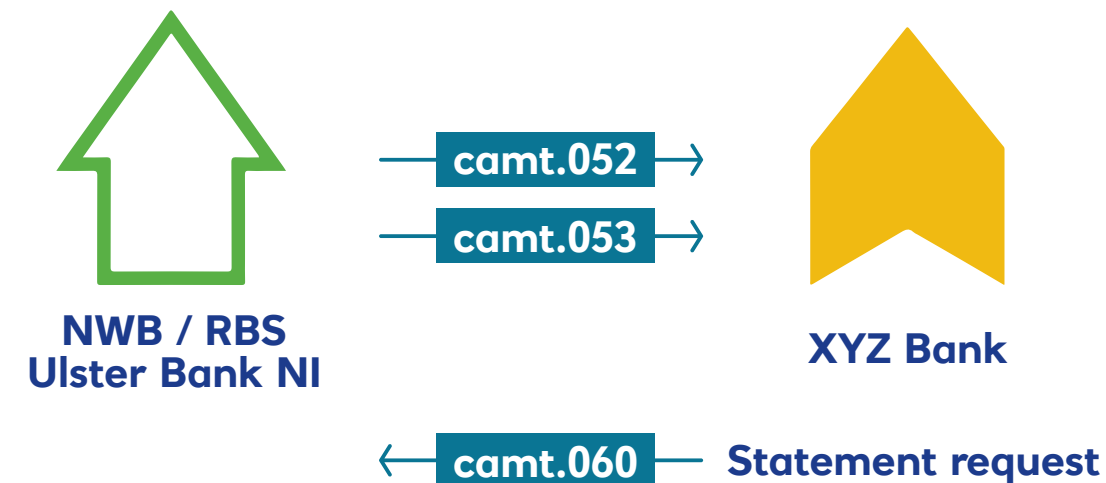 camt.052
camt.053
NWB / RBS
Ulster Bank NI
XYZ Bank
camt.060
Statement request